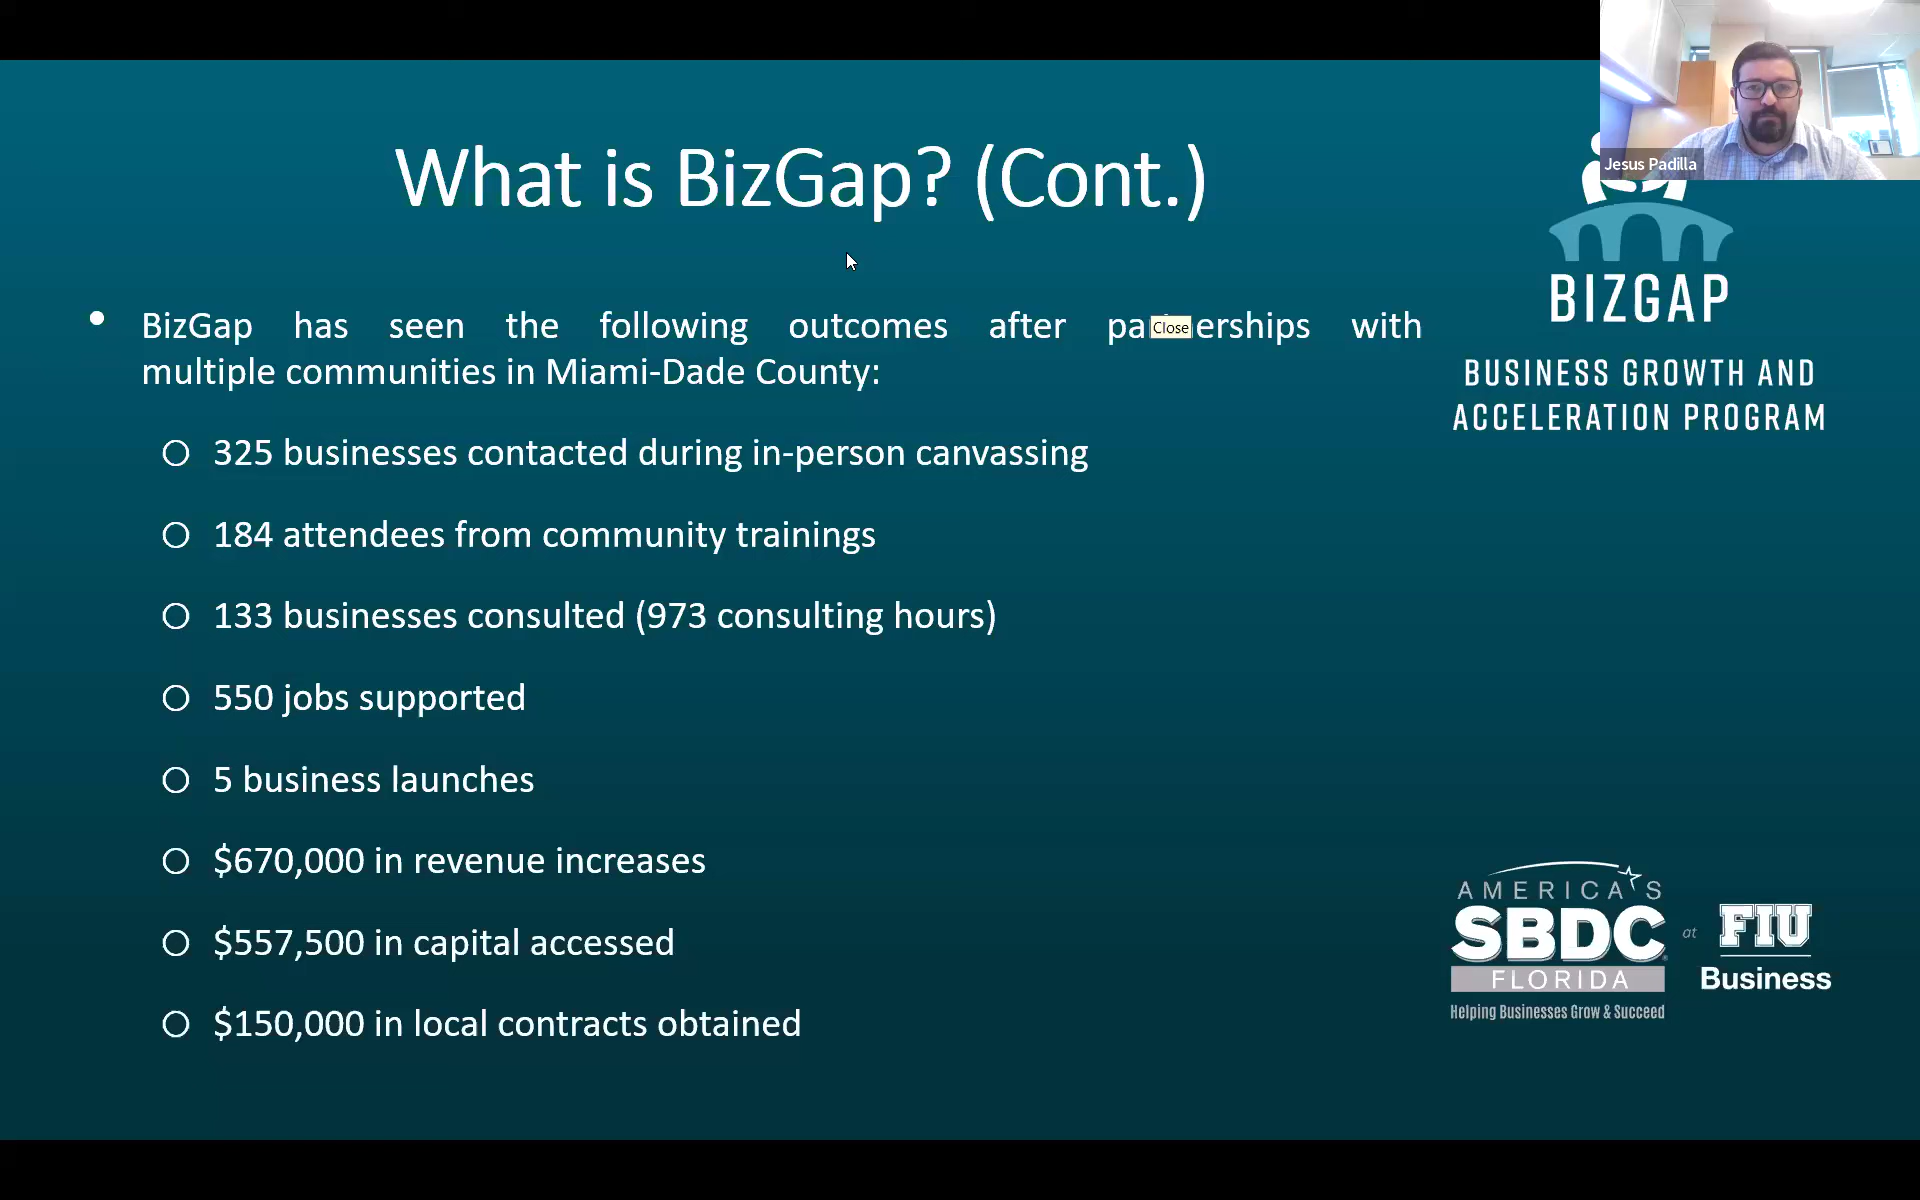 Jesus Padilla
What is BizGap? (Cont.)
BIZGAP
BUSINESS GROWTH AND
ACCELERATION PROGRAM
• BizGap has seen the following outcomes after pa Close erships with
multiple communities in Miami-Dade County:
○ 325 businesses contacted during in-person canvassing
○ 184 attendees from community trainings
○ 133 businesses consulted (973 consulting hours)
○ 550 jobs supported
○ 5 business launches
○ $670,000 in revenue increases
○ $557,500 in capital accessed
○ $150,000 in local contracts obtained
AMERICA'S
SBDC
FLORIDA
Helping Businesses Grow & Succeed
at
FIU
Business